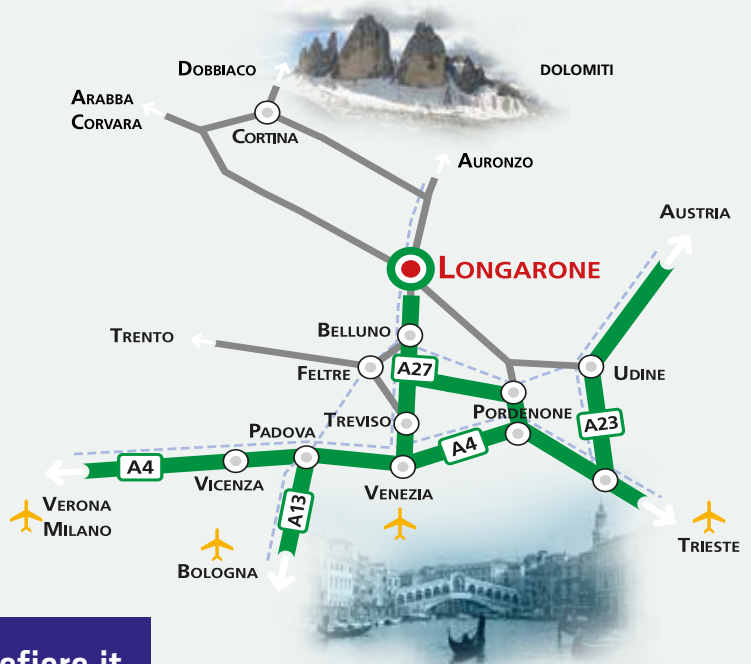 DOBBIACO
DOLOMITI
ARABBA
CORVARA
CORTINA
AURONZO
AUSTRIA
LONGARONE
BELLUNO
TRENTO
FELTRE
A27
UDINE
TREVISO
PORDENONE
PADOVA
A4
A23
A4
VICENZA
VENEZIA
A13
VERONA
MILANO
BOLOGNA
TRIESTE